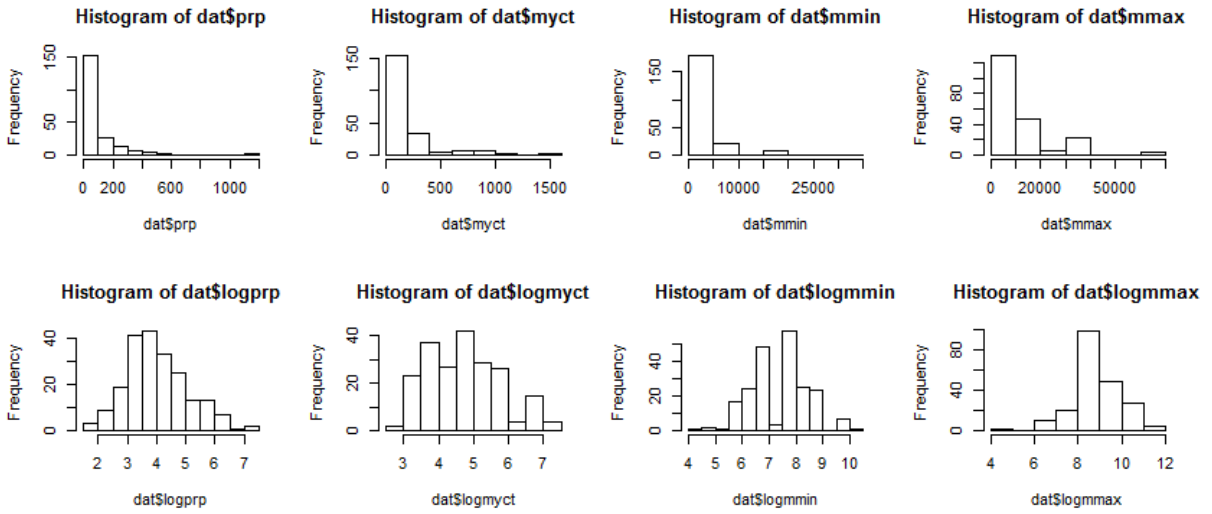 Histogram of dat$prp
Frequency
150
50
0
0 200 600 1000
dat$prp
Histogram of dat$myct
Frequency
150
50
0
0 500 1000 1500
dat$myct
Histogram of dat$mmin
Frequency
150
50
0
0 10000 25000
dat$mmin
Histogram of dat$mmax
Frequency
80
40
0
0 20000 50000
dat$mmax
Histogram of dat$logprp
Frequency
40
20
0
2 3 4 5 6 7
dat$logprp
Histogram of dat$logmyct
Frequency
40
20
0
3 4 5 6 7
dat$logmyct
Histogram of dat$logmmin
Frequency
40
20
0
4 5 6 7 8 9 10
dat$logmmin
Histogram of dat$logmmax
Frequency
80
40
0
4 6 8 10 12
dat$logmmax